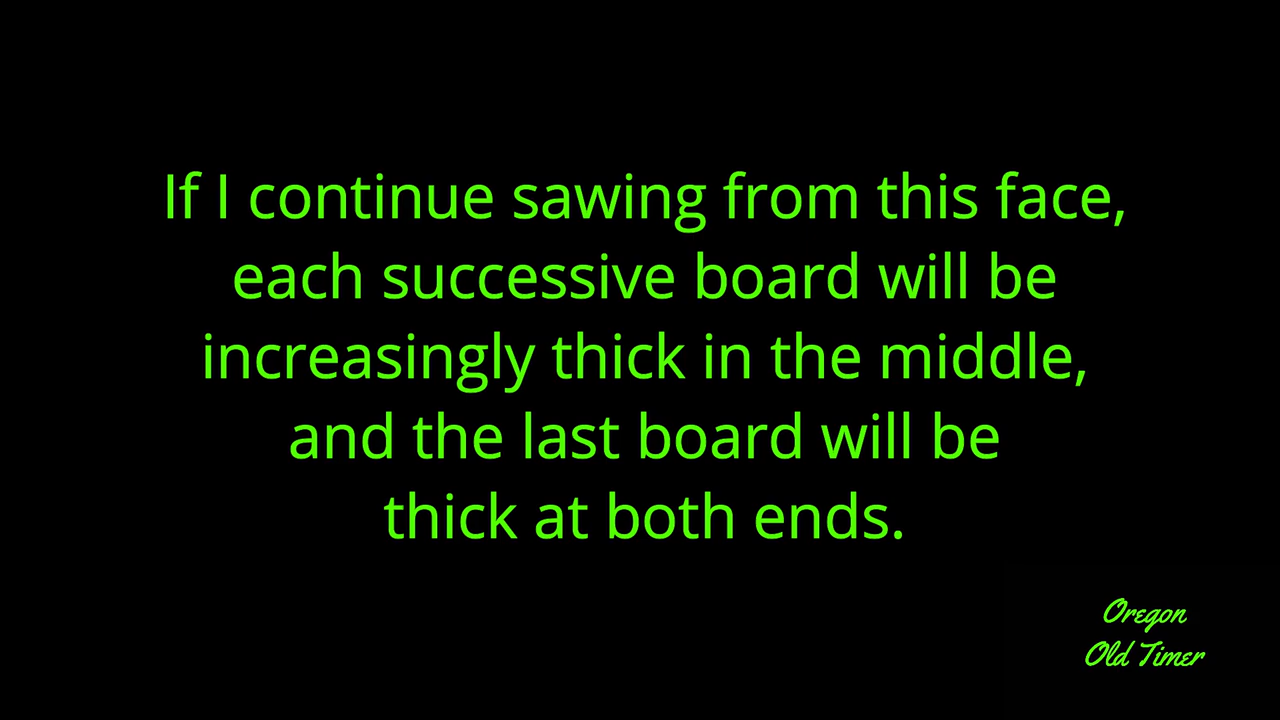 If I continue sawing from this face,
each successive board will be
increasingly thick in the middle,
and the last board will be
thick at both ends.
Oregon
Old Timer